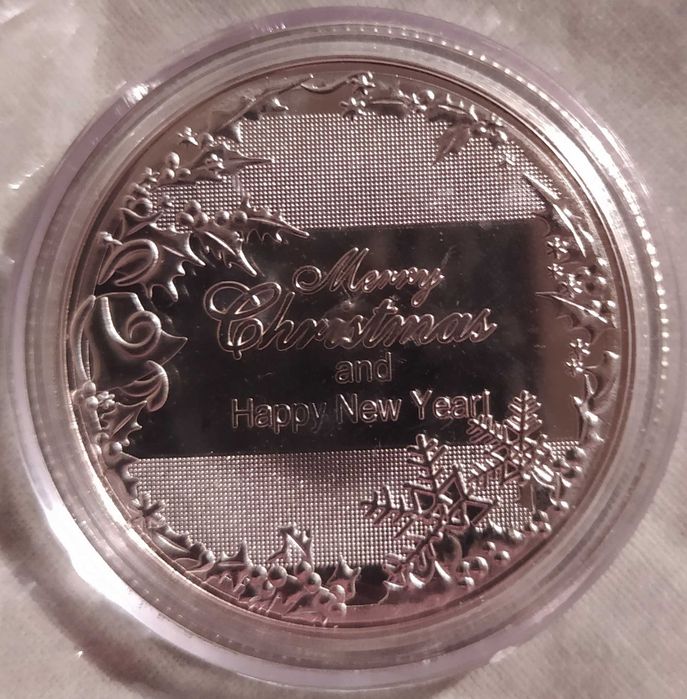 Merry
Christmas
and
Happy New Year!